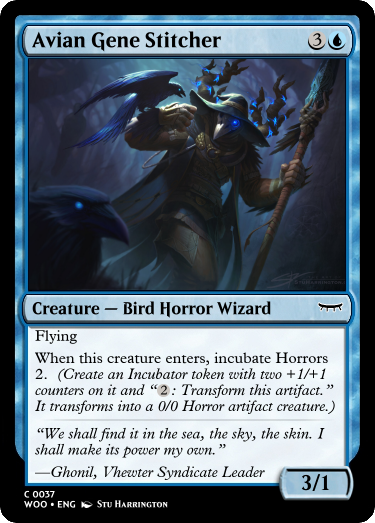 Avian Gene Stitcher 3
Creature — Bird Horror Wizard
Flying
When this creature enters, incubate Horrors
2. (Create an Incubator token with two +1/+1
counters on it and “2: Transform this artifact.”
It transforms into a 0/0 Horror artifact creature.)
“We shall find it in the sea, the sky, the skin. I
shall make its power my own.”
—Ghonil, Vhewter Syndicate Leader
3/1
C 0037
WOO • ENG Stu Harrington